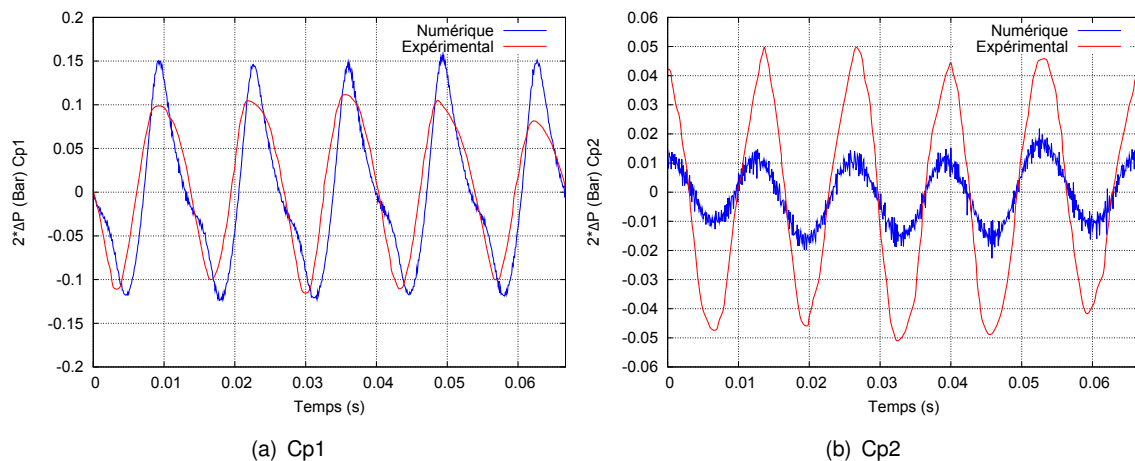 0.2
0.15
0.1
0.05
0
-0.05
-0.1
-0.15
-0.2
2*ΔP (Bar) Cp1
Numérique
Expérimental
0 0.01 0.02 0.03 0.04 0.05 0.06
Temps (s)
(a) Cp1
0.06
0.05
0.04
0.03
0.02
0.01
0
-0.01
-0.02
-0.03
-0.04
-0.05
-0.06
2*ΔP (Bar) Cp2
Numérique
Expérimental
0 0.01 0.02 0.03 0.04 0.05 0.06
Temps (s)
(b) Cp2